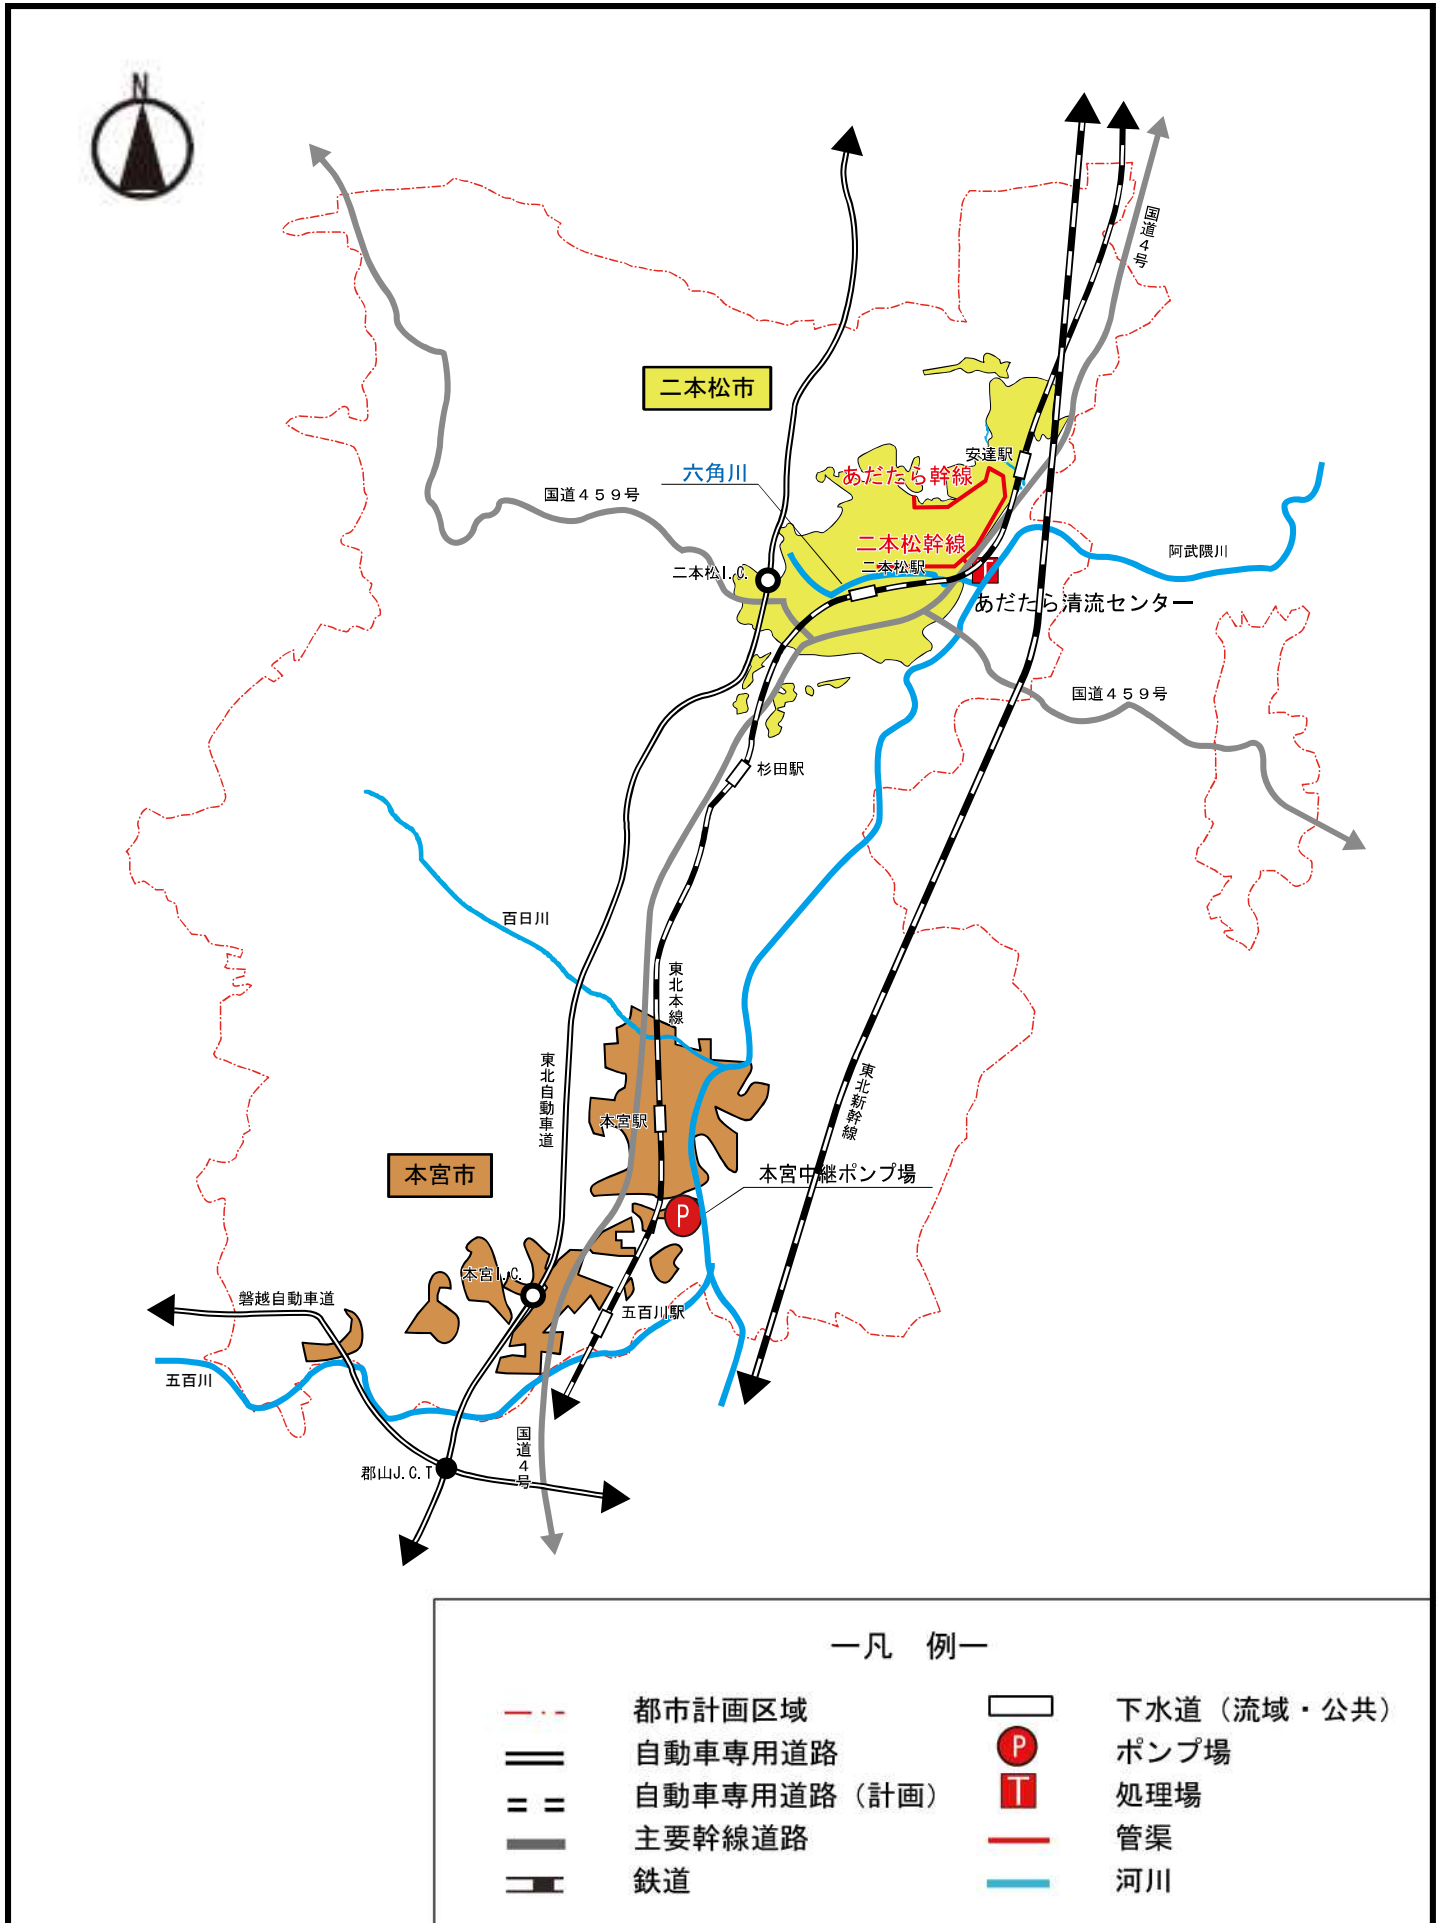 N
国道4号
二本松市
安達駅
六角川
あだたら幹線
国道459号
二本松幹線
阿武隈川
二本松駅
二本松I.C.
T
あだたら清流センター
国道459号
杉田駅
百日川
東北本線
東北自動車道
東北新幹線
本宮駅
本宮市
本宮中継ポンプ場
P
本宮I.C.
磐越自動車道
五百川駅
五百川
国道4号
郡山J.C.T
―凡 例―
都市計画区域
自動車専用道路
自動車専用道路(計画)
主要幹線道路
鉄道
下水道(流域・公共)
P
ポンプ場
T
処理場
管渠
河川